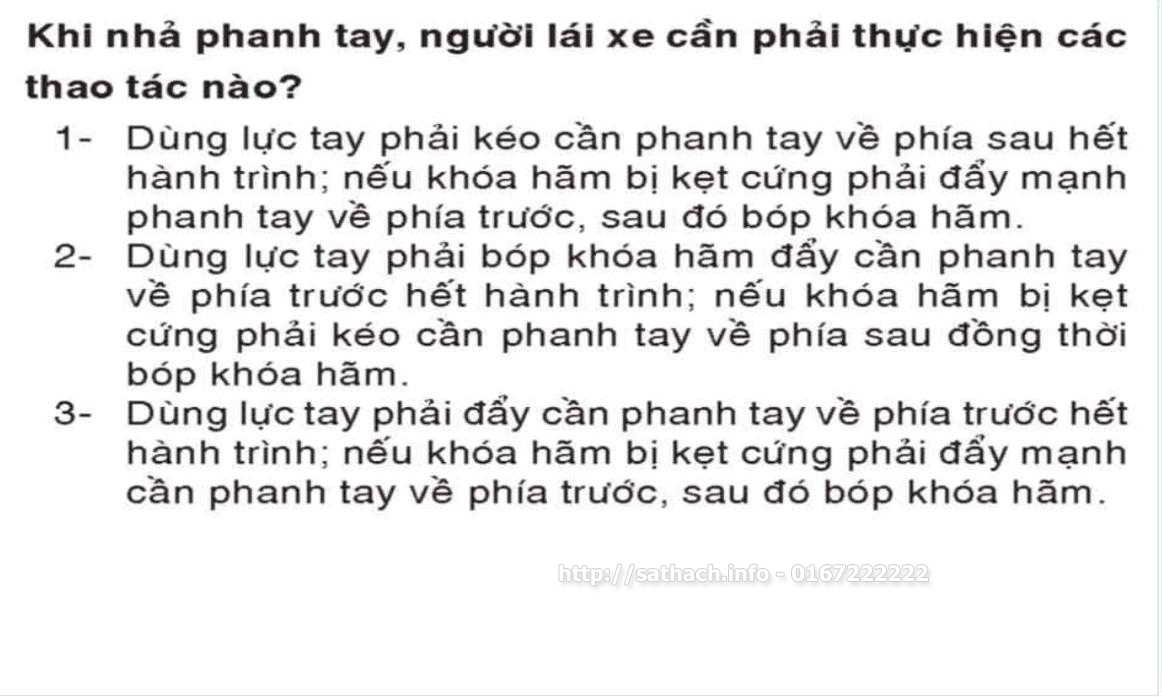 Khi nhả phanh tay, người lái xe cần phải thực hiện các
thao tác nào?
1- Dùng lực tay phải kéo cần phanh tay về phía sau hết
hành trình; nếu khóa hãm bị kẹt cứng phải đẩy mạnh
phanh tay về phía trước, sau đó bóp khóa hãm.
2- Dùng lực tay phải bóp khóa hãm đẩy cần phanh tay
về phía trước hết hành trình; nếu khóa hãm bị kẹt
cứng phải kéo cần phanh tay về phía sau đồng thời
bóp khóa hãm.
3- Dùng lực tay phải đẩy cần phanh tay về phía trước hết
hành trình; nếu khóa hãm bị kẹt cứng phải đẩy mạnh
cần phanh tay về phía trước, sau đó bóp khóa hãm.
http://sathach.info - 0167222222